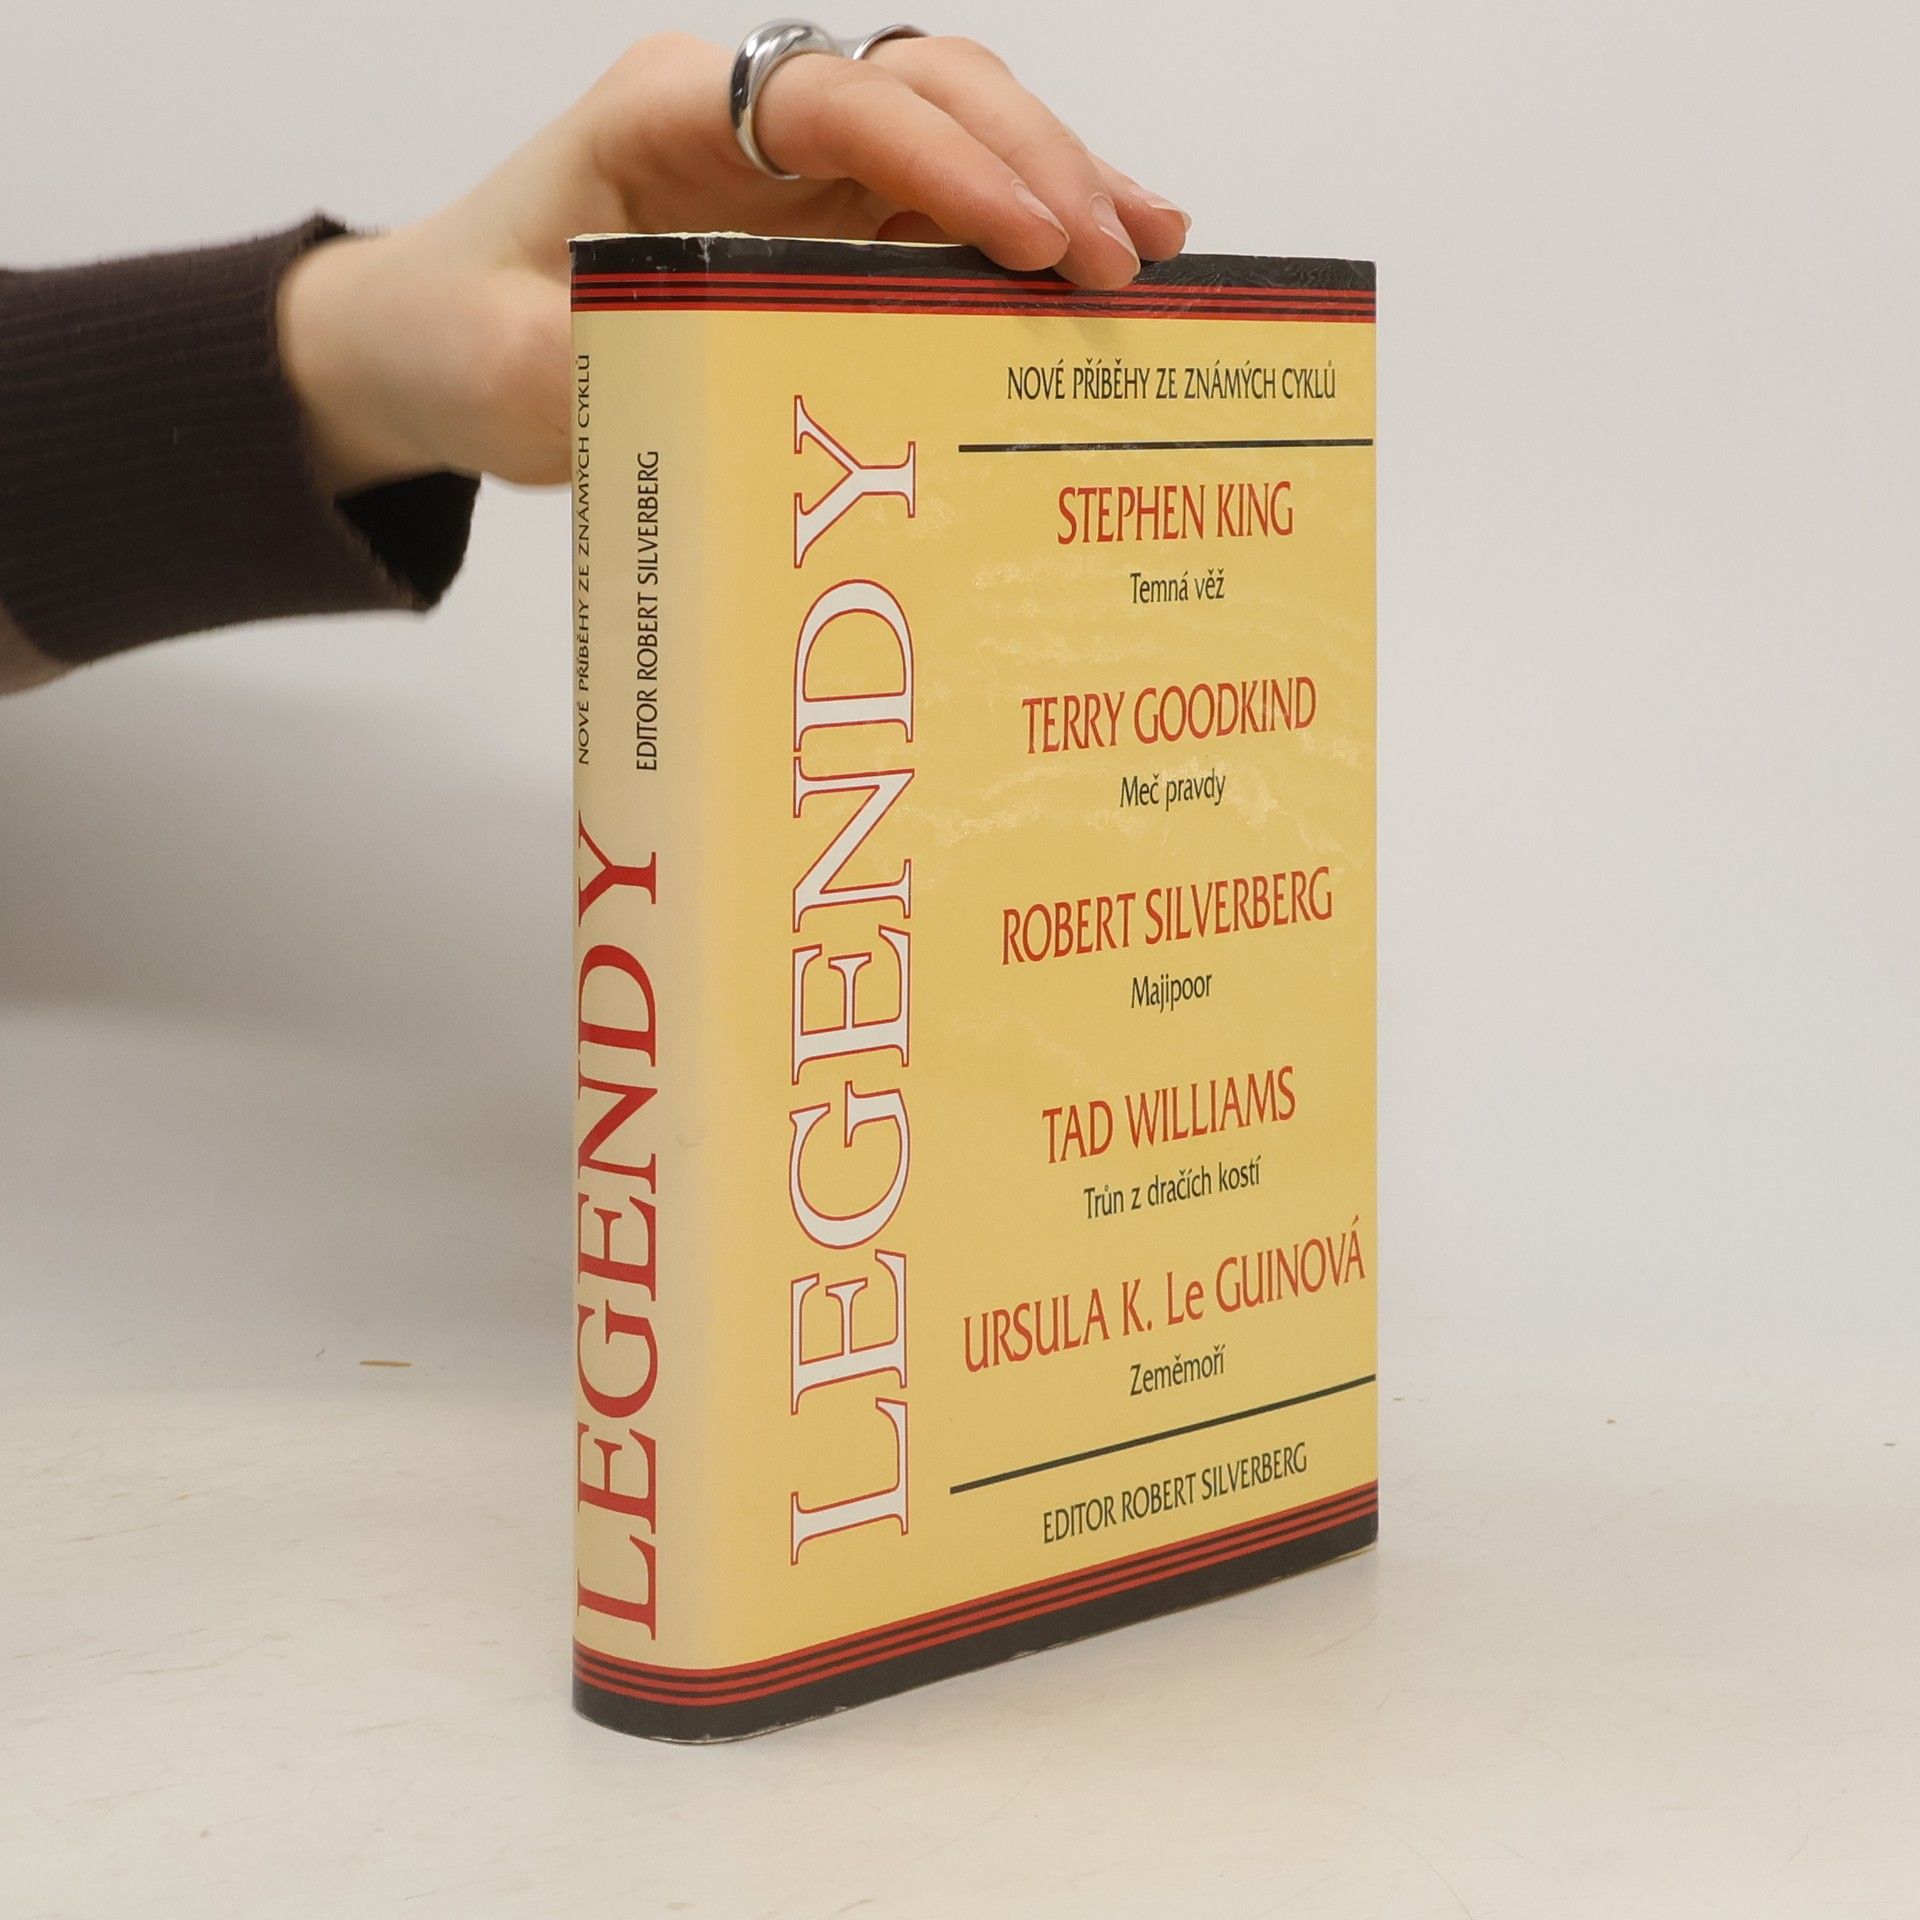 NOVÉ PŘÍBĚHY ZE ZNÁMÝCH CYKLŮ
EDITOR ROBERT SILVERBERG
LEGENDY
LEGENDY
NOVÉ PŘÍBĚHY ZE ZNÁMÝCH CYKLŮ
STEPHEN KING
Temná věž
TERRY GOODKIND
Meč pravdy
ROBERT SILVERBERG
Majipoor
TAD WILLIAMS
Trůn z dračích kostí
URSULA K. Le GUINOVÁ
Zeměmoří
EDITOR ROBERT SILVERBERG